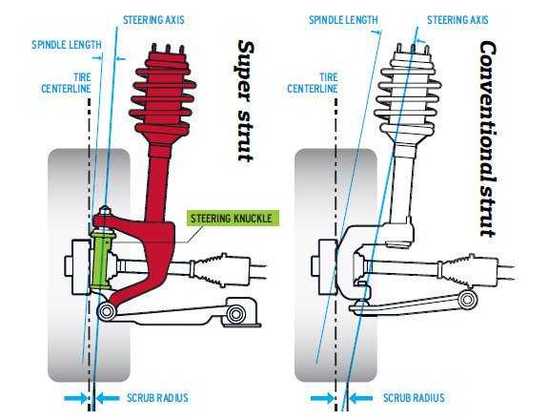 STEERING AXIS
SPINDLE LENGTH
TIRE
CENTERLINE
Super strut
STEERING KNUCKLE
SCRUB RADIUS
SPINDLE LENGTH
STEERING AXIS
TIRE
CENTERLINE
Conventional strut
SCRUB RADIUS